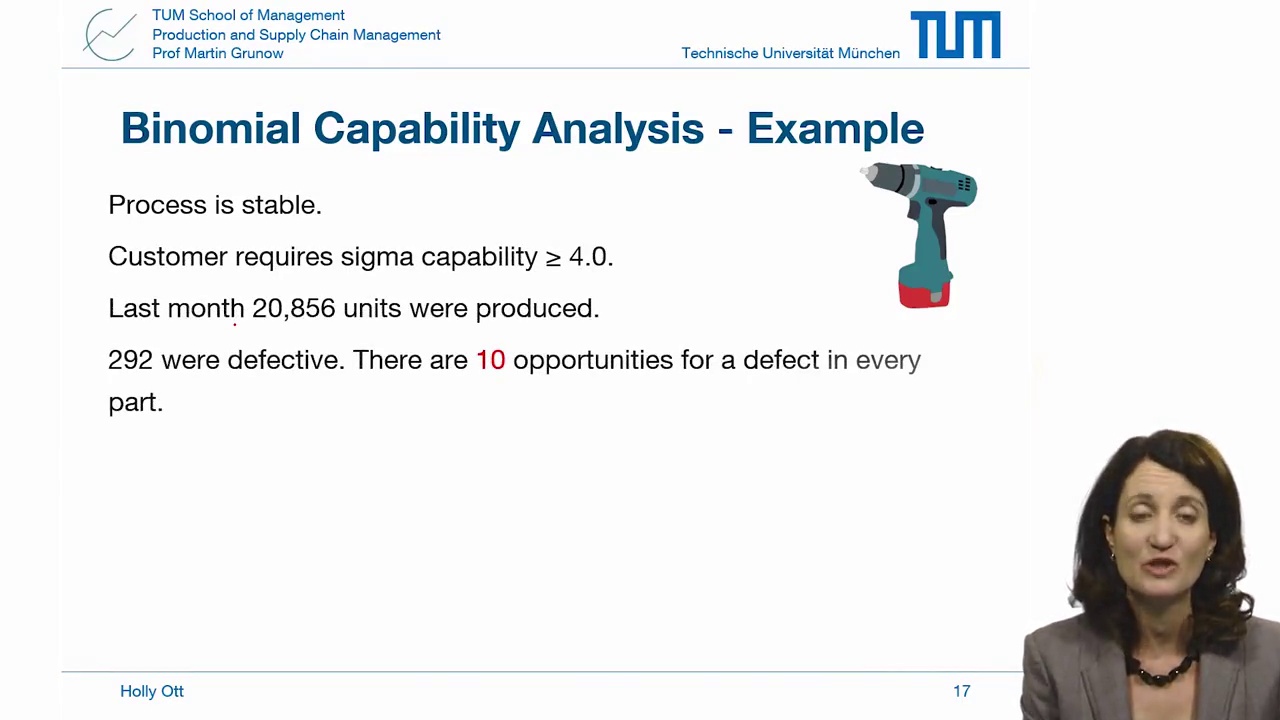 TUM School of Management
Production and Supply Chain Management
Prof Martin Grunow
Technische Universität München
TUM
Binomial Capability Analysis - Example
Process is stable.
Customer requires sigma capability ≥ 4.0.
Last month 20,856 units were produced.
292 were defective. There are 10 opportunities for a defect in every
part.
Holly Ott
17